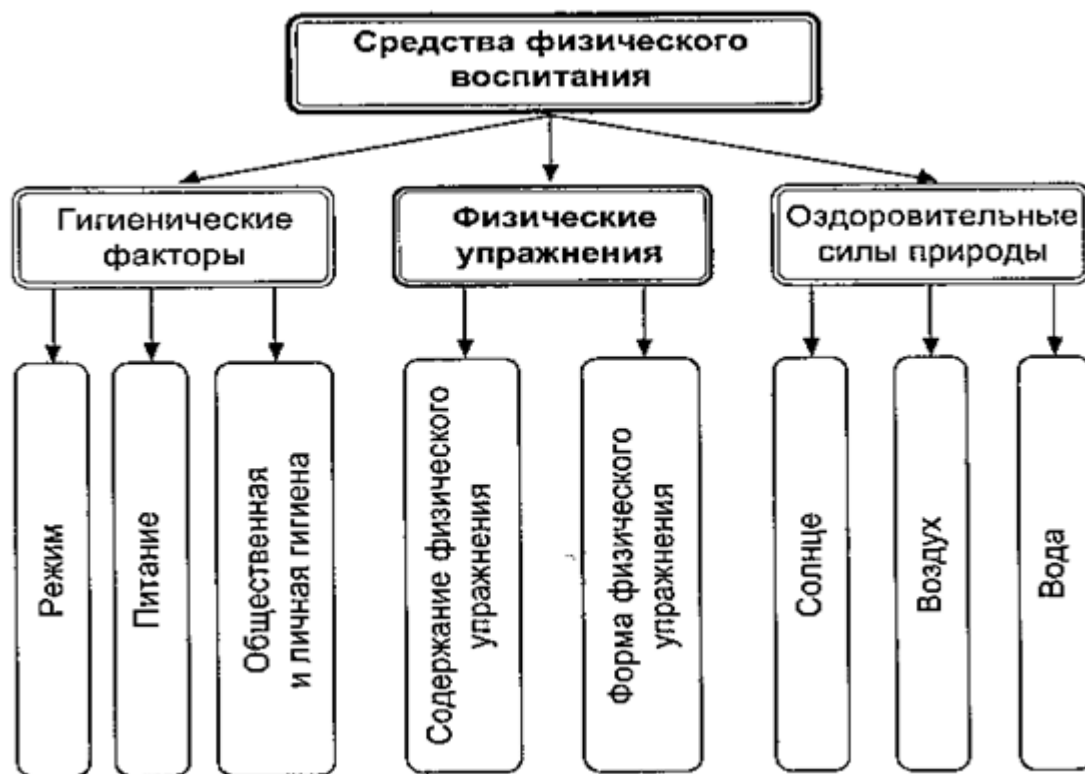 Средства физического
воспитания
Гигиенические
факторы
Физические
упражнения
Оздоровительные
силы природы
Режим
Питание
Общественная
и личная гигиена
Содержание физического
упражнения
Форма физического
упражнения
Солнце
Воздух
Вода